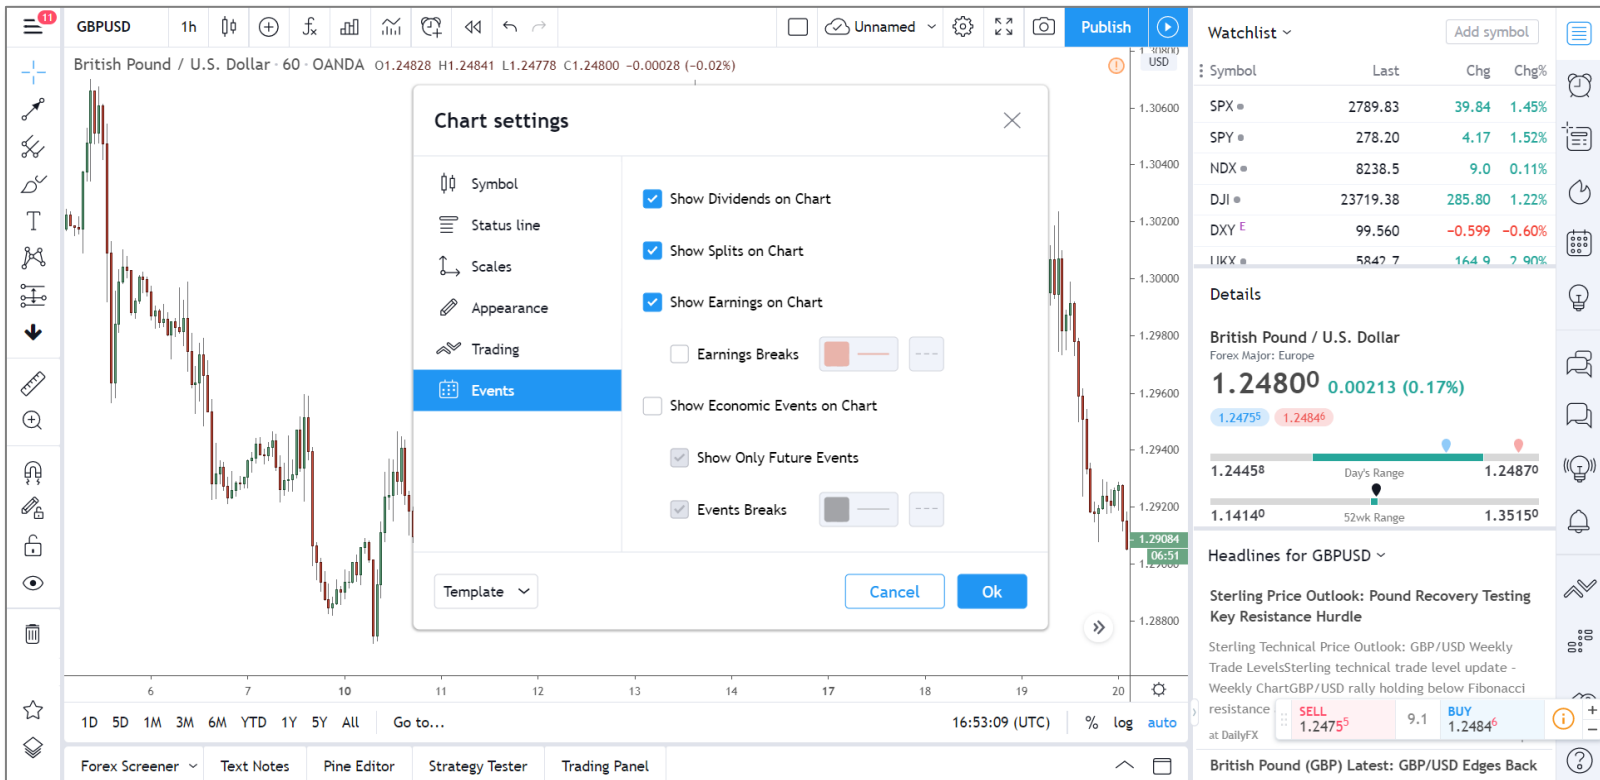 11
GBPUSD
1h
Unnamed
Publish
British Pound / U.S. Dollar · 60 · OANDA O1.24828 H1.24841 L1.24778 C1.24800 −0.00028 (−0.02%)
1.30800
USD
1.30600
1.30400
1.30200
1.30000
1.29800
1.29600
1.29400
1.29200
1.29084
06:51
1.29000
1.28800
Chart settings
Symbol
Status line
Scales
Appearance
Trading
Events
Show Dividends on Chart
Show Splits on Chart
Show Earnings on Chart
Earnings Breaks
Show Economic Events on Chart
Show Only Future Events
Events Breaks
Template
Cancel
Ok
6 7 10 11 12 13 14 17 18 19 20
1D 5D 1M 3M 6M YTD 1Y 5Y All Go to...
16:53:09 (UTC) % log auto
Forex Screener Text Notes Pine Editor Strategy Tester Trading Panel
Watchlist
Add symbol
Symbol Last Chg Chg%
SPX 2789.83 39.84 1.45%
SPY 278.20 4.17 1.52%
NDX 8238.5 9.0 0.11%
DJI 23719.38 285.80 1.22%
DXY E 99.560 −0.599 −0.60%
UKX 5842.7 164.9 2.90%
Details
British Pound / U.S. Dollar
Forex Major: Europe
1.24800 0.00213 (0.17%)
1.24755 1.24846
1.24458 Day's Range 1.24870
1.14140 52wk Range 1.35150
Headlines for GBPUSD
Sterling Price Outlook: Pound Recovery Testing
Key Resistance Hurdle
Sterling Technical Price Outlook: GBP/USD Weekly
Trade LevelsSterling technical trade level update -
Weekly ChartGBP/USD rally holding below Fibonacci
resistance
at DailyFX
SELL
1.24755
9.1
BUY
1.24846
British Pound (GBP) Latest: GBP/USD Edges Back